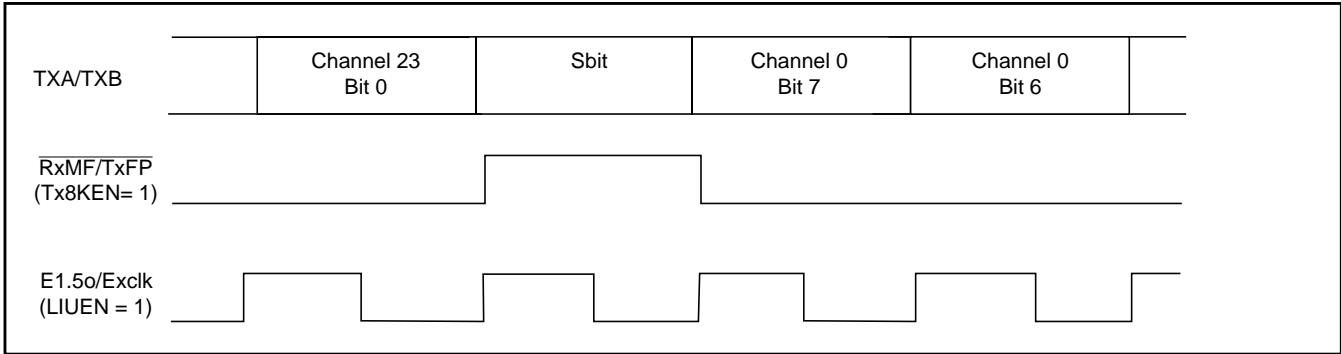 TXA/TXB
Channel 23
Bit 0
Sbit
Channel 0
Bit 7
Channel 0
Bit 6
RxMF/TxFP
(Tx8KEN= 1)
E1.5o/Exclk
(LIUEN = 1)